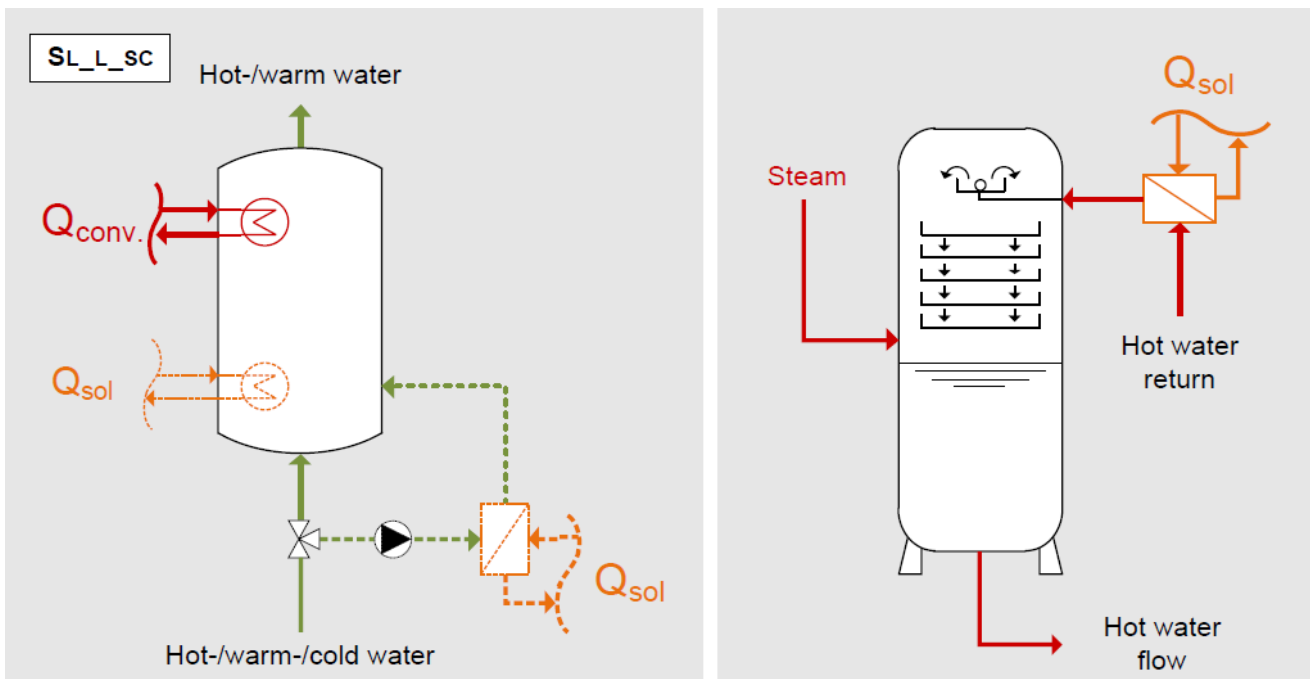 SL_L_SC
Hot-/warm water
Qconv.
Qsol
Qsol
Hot-/warm-/cold water
Qsol
Steam
Hot water
return
Hot water
flow